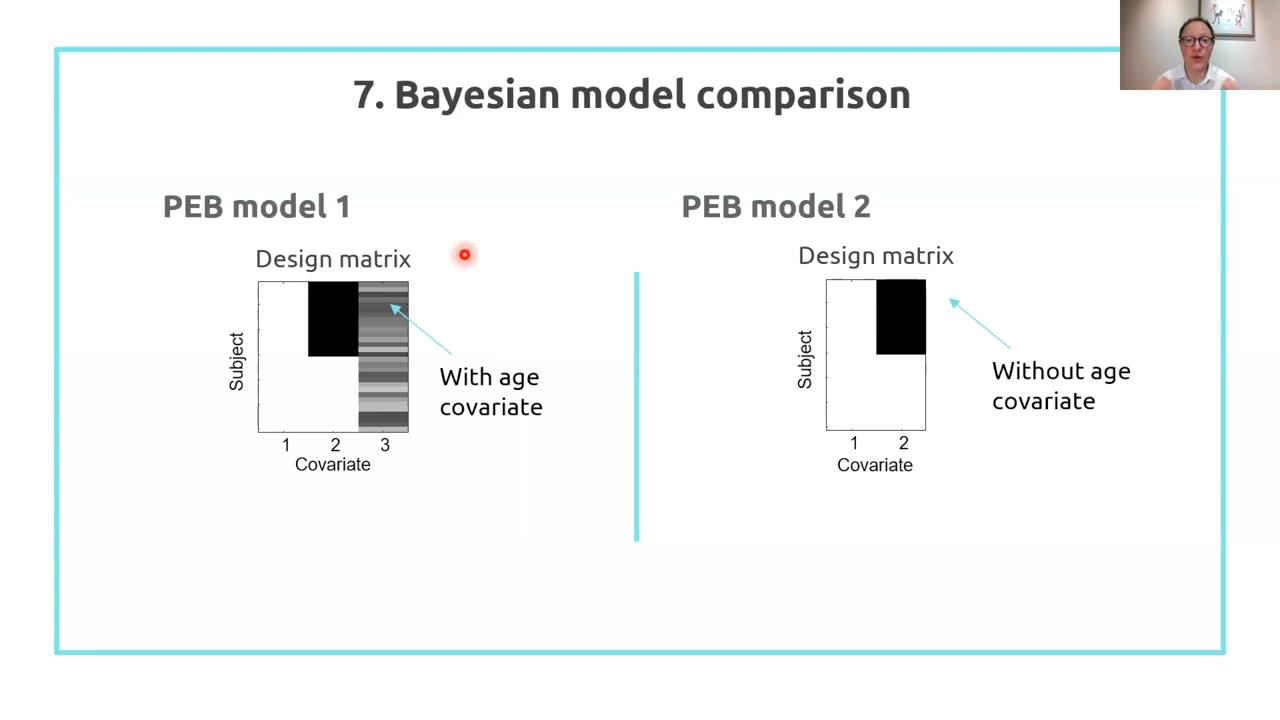 7. Bayesian model comparison
PEB model 1
Design matrix
Subject
1 2 3
Covariate
With age
covariate
PEB model 2
Design matrix
Subject
1 2
Covariate
Without age
covariate